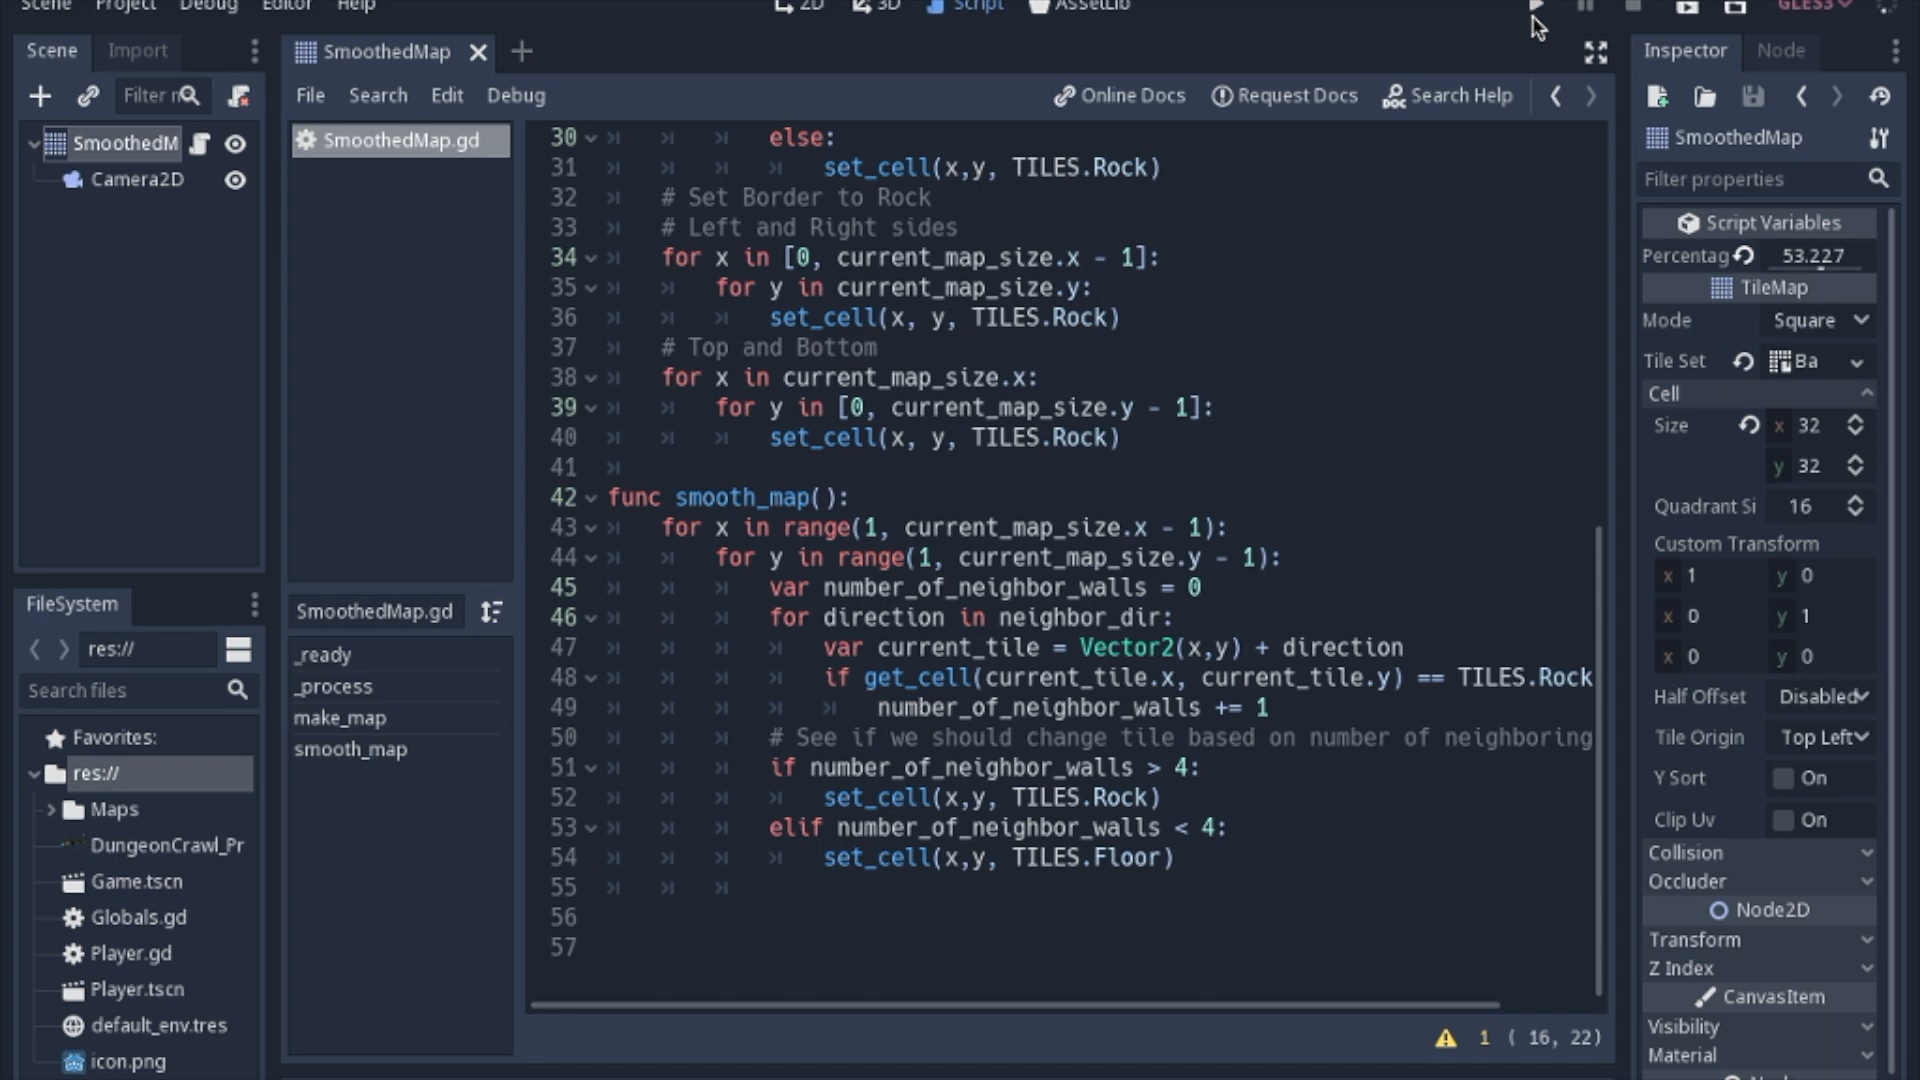 Scene Project Debug Editor Help
2D 3D Script AssetLib
GLES3
Scene Import
SmoothedMap
Inspector Node
Filter n
File Search Edit Debug
Online Docs Request Docs Search Help
SmoothedM
Camera2D
SmoothedMap.gd
30 else:
31 set_cell(x,y, TILES.Rock)
32 # Set Border to Rock
33 # Left and Right sides
34 for x in [0, current_map_size.x - 1]:
35 for y in current_map_size.y:
36 set_cell(x, y, TILES.Rock)
37 # Top and Bottom
38 for x in current_map_size.x:
39 for y in [0, current_map_size.y - 1]:
40 set_cell(x, y, TILES.Rock)
41
42 func smooth_map():
43 for x in range(1, current_map_size.x - 1):
44 for y in range(1, current_map_size.y - 1):
45 var number_of_neighbor_walls = 0
46 for direction in neighbor_dir:
47 var current_tile = Vector2(x,y) + direction
48 if get_cell(current_tile.x, current_tile.y) == TILES.Rock
49 number_of_neighbor_walls += 1
50 # See if we should change tile based on number of neighboring
51 if number_of_neighbor_walls > 4:
52 set_cell(x,y, TILES.Rock)
53 elif number_of_neighbor_walls < 4:
54 set_cell(x,y, TILES.Floor)
55
56
57
1 ( 16, 22)
SmoothedMap.gd
_ready
_process
make_map
smooth_map
FileSystem
res://
Search files
Favorites:
res://
Maps
DungeonCrawl_Pr
Game.tscn
Globals.gd
Player.gd
Player.tscn
default_env.tres
icon.png
SmoothedMap
Filter properties
Script Variables
Percentag 53.227
TileMap
Mode Square
Tile Set Ba
Cell
Size x 32
y 32
Quadrant Si 16
Custom Transform
x 1 y 0
x 0 y 1
x 0 y 0
Half Offset Disabled
Tile Origin Top Left
Y Sort On
Clip Uv On
Collision
Occluder
Node2D
Transform
Z Index
CanvasItem
Visibility
Material